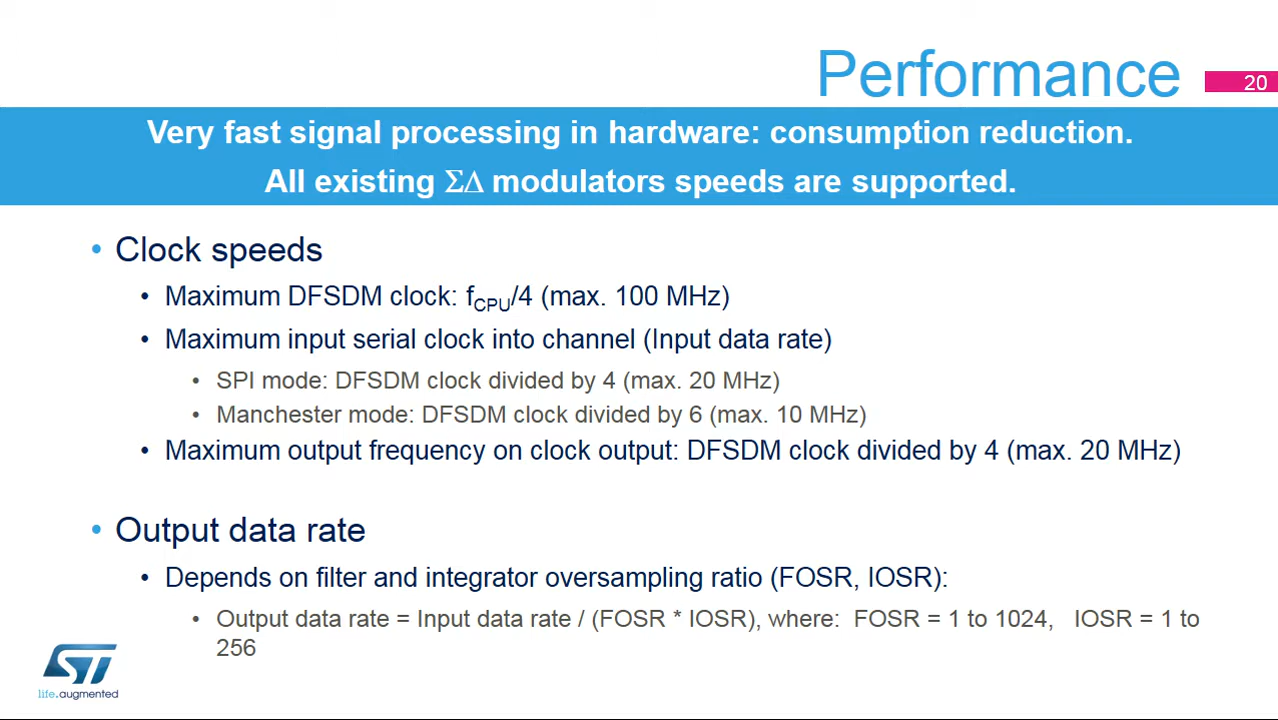 Performance
20
Very fast signal processing in hardware: consumption reduction.
All existing ΣΔ modulators speeds are supported.
• Clock speeds
• Maximum DFSDM clock: fCPU/4 (max. 100 MHz)
• Maximum input serial clock into channel (Input data rate)
• SPI mode: DFSDM clock divided by 4 (max. 20 MHz)
• Manchester mode: DFSDM clock divided by 6 (max. 10 MHz)
• Maximum output frequency on clock output: DFSDM clock divided by 4 (max. 20 MHz)
• Output data rate
• Depends on filter and integrator oversampling ratio (FOSR, IOSR):
• Output data rate = Input data rate / (FOSR * IOSR), where: FOSR = 1 to 1024, IOSR = 1 to
256
ST
life.augmented